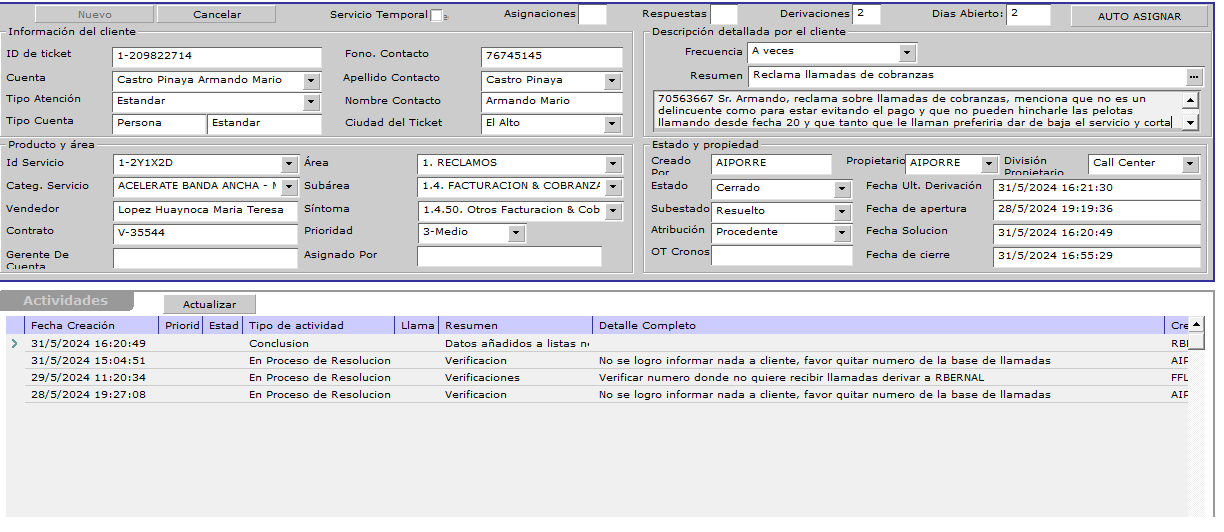 Nuevo Cancelar Servicio Temporal Asignaciones Respuestas Derivaciones 2 Dias Abierto: 2 AUTO ASIGNAR
Información del cliente
ID de ticket 1-209822714 Fono. Contacto 76745145
Cuenta Castro Pinaya Armando Mario Apellido Contacto Castro Pinaya
Tipo Atención Estandar Nombre Contacto Armando Mario
Tipo Cuenta Persona Estandar Ciudad del Ticket El Alto
Descripción detallada por el cliente
Frecuencia A veces
Resumen Reclama llamadas de cobranzas
70563667 Sr. Armando, reclama sobre llamadas de cobranzas, menciona que no es un
delincuente como para estar evitando el pago y que no pueden hincharle las pelotas
llamando desde fecha 20 y que tanto que le llaman preferiria dar de baja el servicio y corta
Producto y área
Id Servicio 1-2Y1X2D Área 1. RECLAMOS
Categ. Servicio ACELERATE BANDA ANCHA - Subárea 1.4. FACTURACION & COBRANZA
Vendedor Lopez Huaynoca Maria Teresa Síntoma 1.4.50. Otros Facturacion & Cob
Contrato V-35544 Prioridad 3-Medio
Gerente De Cuenta Asignado Por
Estado y propiedad
Creado Por AIPORRE Propietario AIPORRE División Propietario Call Center
Estado Cerrado Fecha Ult. Derivación 31/5/2024 16:21:30
Subestado Resuelto Fecha de apertura 28/5/2024 19:19:36
Atribución Procedente Fecha Solucion 31/5/2024 16:20:49
OT Cronos Fecha de cierre 31/5/2024 16:55:29
Actividades Actualizar
Fecha Creación Priorid Estad Tipo de actividad Llama Resumen Detalle Completo Cre
31/5/2024 16:20:49 Conclusion Datos añadidos a listas ne RB
31/5/2024 15:04:51 En Proceso de Resolucion Verificacion No se logro informar nada a cliente, favor quitar numero de la base de llamadas AIP
29/5/2024 11:20:34 En Proceso de Resolucion Verificaciones Verificar numero donde no quiere recibir llamadas derivar a RBERNAL FFL
28/5/2024 19:27:08 En Proceso de Resolucion Verificacion No se logro informar nada a cliente, favor quitar numero de la base de llamadas AIP